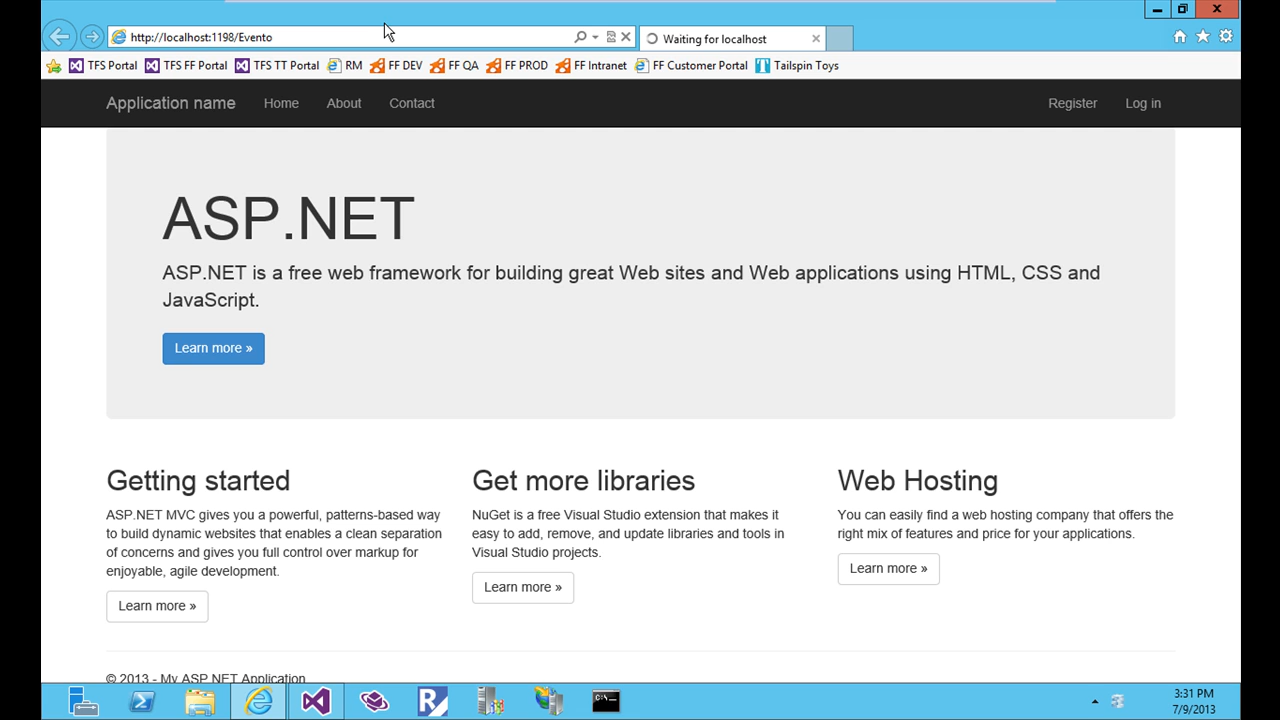 http://localhost:1198/Evento
Waiting for localhost
TFS Portal TFS FF Portal TFS TT Portal RM FF DEV FF QA FF PROD FF Intranet FF Customer Portal Tailspin Toys
Application name Home About Contact Register Log in
ASP.NET
ASP.NET is a free web framework for building great Web sites and Web applications using HTML, CSS and
JavaScript.
Learn more »
Getting started
ASP.NET MVC gives you a powerful, patterns-based way
to build dynamic websites that enables a clean separation
of concerns and gives you full control over markup for
enjoyable, agile development.
Learn more »
Get more libraries
NuGet is a free Visual Studio extension that makes it
easy to add, remove, and update libraries and tools in
Visual Studio projects.
Learn more »
Web Hosting
You can easily find a web hosting company that offers the
right mix of features and price for your applications.
Learn more »
© 2013 - My ASP.NET Application
3:31 PM
7/9/2013